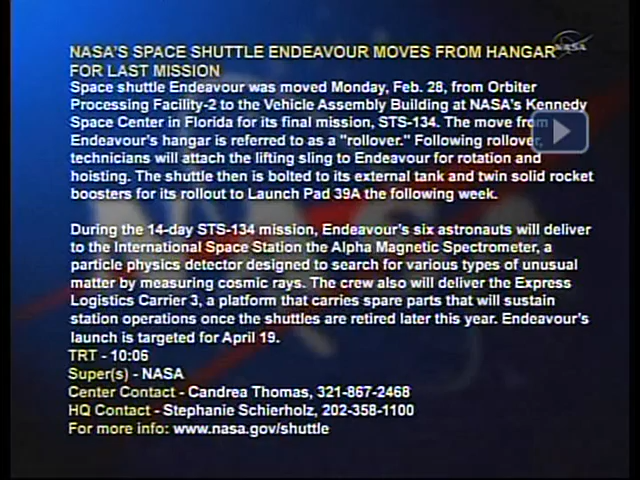 NASA'S SPACE SHUTTLE ENDEAVOUR MOVES FROM HANGAR
NASA
FOR LAST MISSION
Space shuttle Endeavour was moved Monday, Feb. 28, from Orbiter
Processing Facility-2 to the Vehicle Assembly Building at NASA's Kennedy
Space Center in Florida for its final mission, STS-134. The move from
Endeavour's hangar is referred to as a "rollover." Following rollover,
technicians will attach the lifting sling to Endeavour for rotation and
hoisting. The shuttle then is bolted to its external tank and twin solid rocket
boosters for its rollout to Launch Pad 39A the following week.
During the 14-day STS-134 mission, Endeavour's six astronauts will deliver
to the International Space Station the Alpha Magnetic Spectrometer, a
particle physics detector designed to search for various types of unusual
matter by measuring cosmic rays. The crew also will deliver the Express
Logistics Carrier 3, a platform that carries spare parts that will sustain
station operations once the shuttles are retired later this year. Endeavour's
launch is targeted for April 19.
TRT - 10:06
Super(s) - NASA
Center Contact - Candrea Thomas, 321-867-2468
HQ Contact - Stephanie Schierholz, 202-358-1100
For more info: www.nasa.gov/shuttle